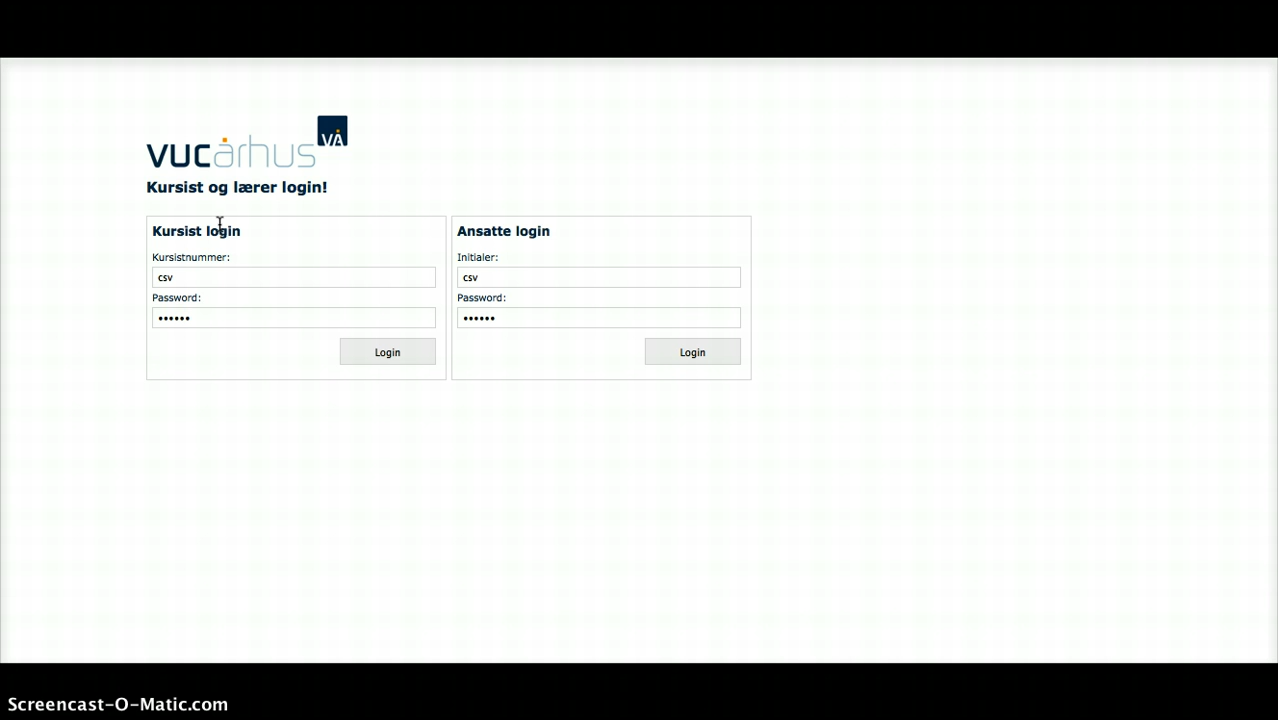 VA
vucårhus
Kursist og lærer login!
Kursist login
Kursistnummer:
csv
Password:
••••••
Login
Ansatte login
Initialer:
csv
Password:
••••••
Login
Screencast-O-Matic.com